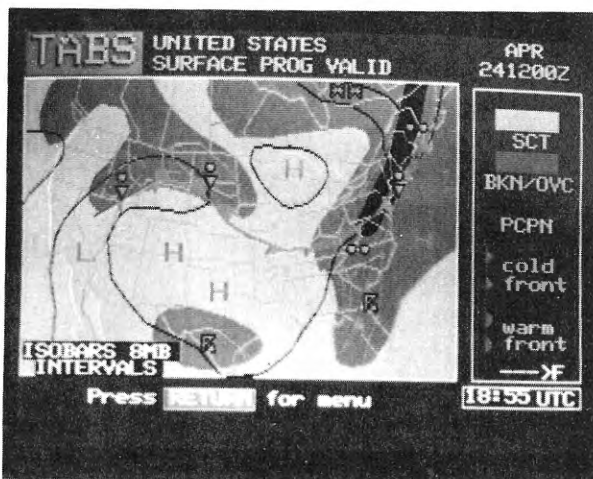 TABS
UNITED STATES
SURFACE PROG VALID
APR
241200Z
SCT
BKN/OVC
PCPN
cold
front
warm
front
H
H
H
L
ISOBARS 8MB
INTERVALS
Press RETURN for menu
18:55 UTC